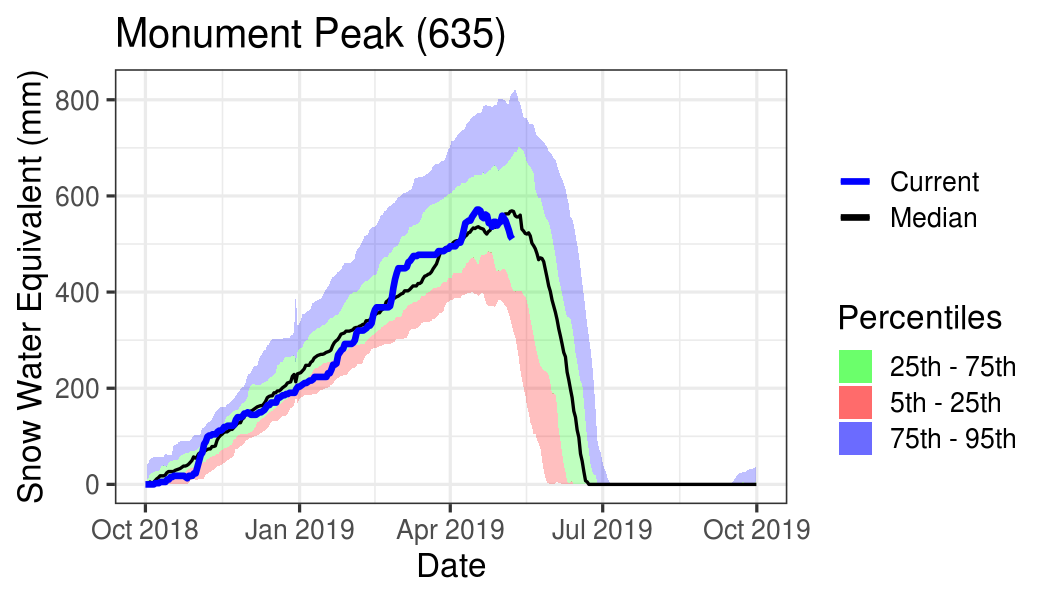 Monument Peak (635)
Snow Water Equivalent (mm)
800
600
400
200
0
Oct 2018
Jan 2019
Apr 2019
Jul 2019
Oct 2019
Date
Current
Median
Percentiles
25th - 75th
5th - 25th
75th - 95th